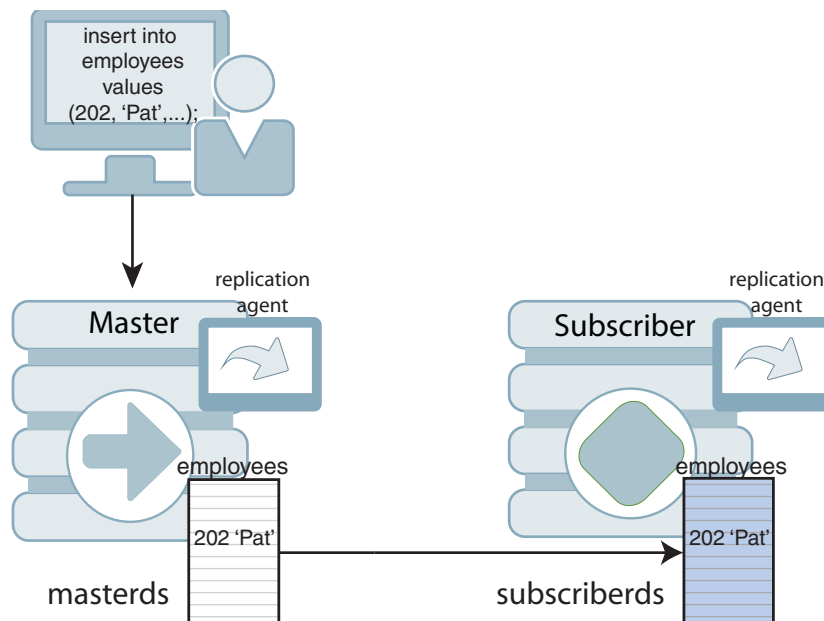 insert into
employees
values
(202, ‘Pat’,...);
replication
agent
Master
employees
202 ‘Pat’
masterds
replication
agent
Subscriber
employees
202 ‘Pat’
subscriberds